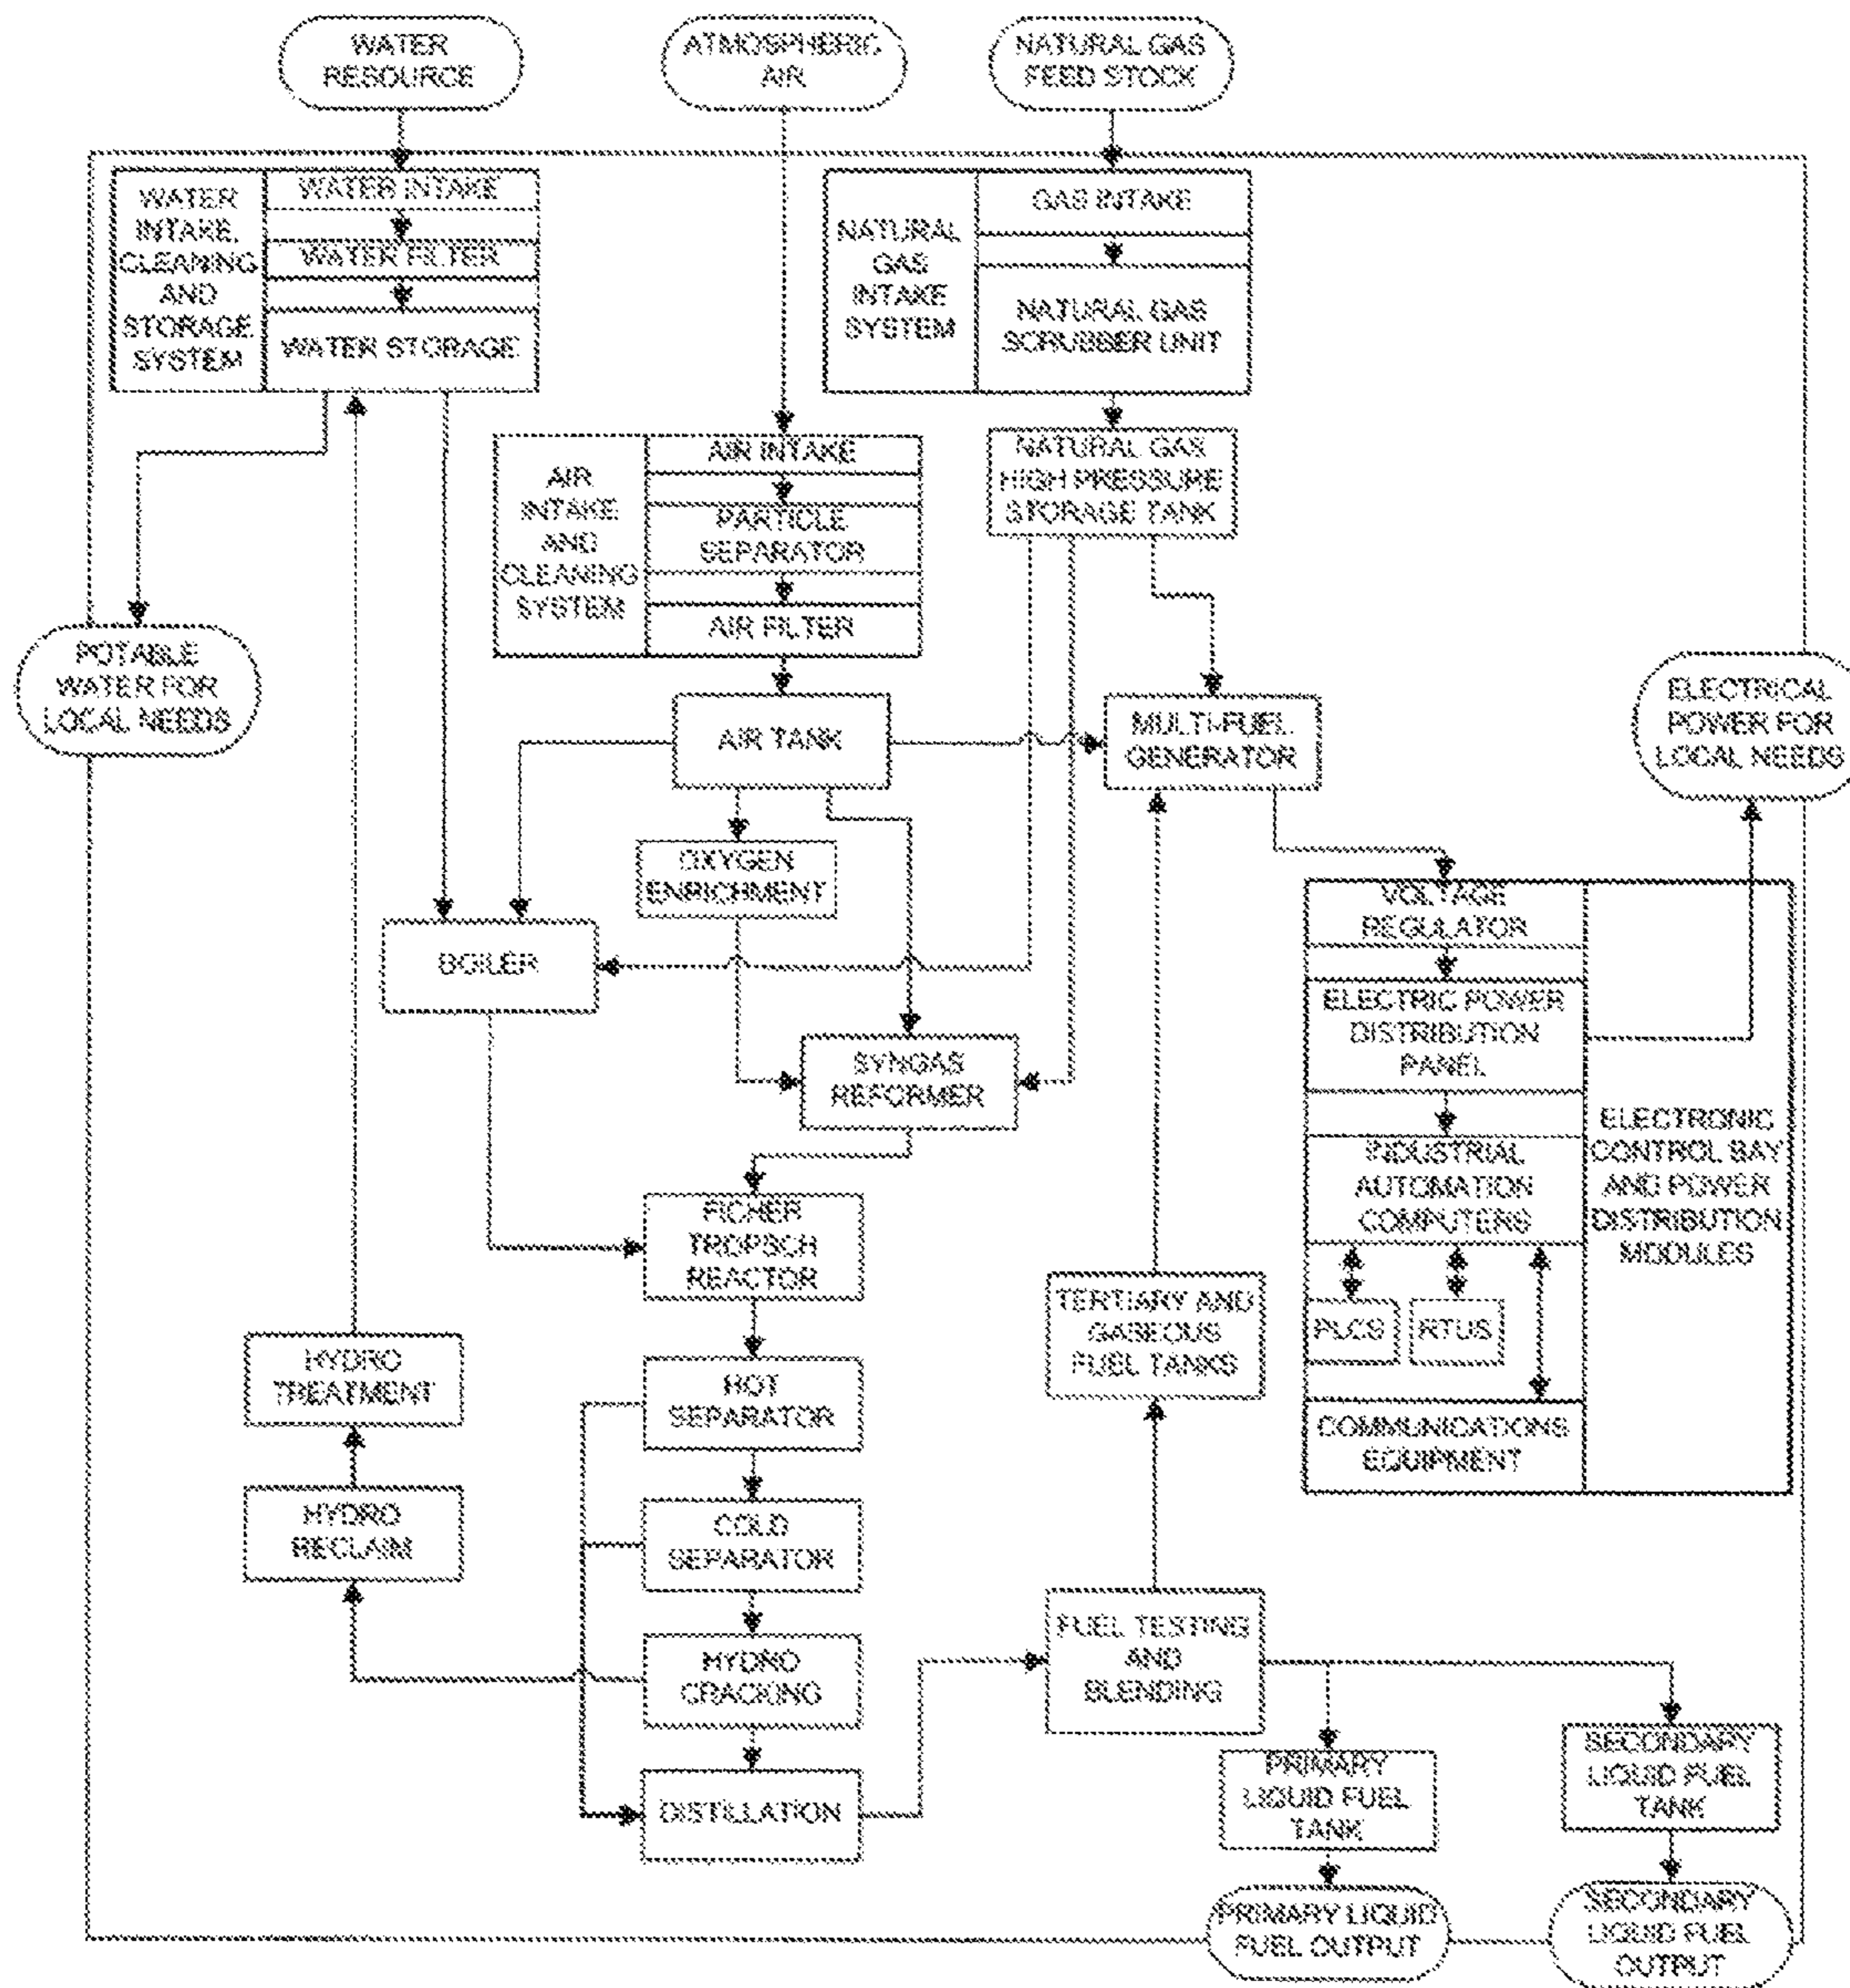 WATER
RESOURCE
ATMOSPHERIC
AIR
NATURAL GAS
FEED STOCK
WATER
INTAKE,
CLEANING
AND
STORAGE
SYSTEM
WATER INTAKE
WATER FILTER
WATER STORAGE
NATURAL
GAS
INTAKE
SYSTEM
GAS INTAKE
NATURAL GAS
SCRUBBER UNIT
AIR
INTAKE
AND
CLEANING
SYSTEM
AIR INTAKE
PARTICLE
SEPARATOR
AIR FILTER
NATURAL GAS
HIGH PRESSURE
STORAGE TANK
POTABLE
WATER FOR
LOCAL NEEDS
AIR TANK
MULTI-FUEL
GENERATOR
ELECTRICAL
POWER FOR
LOCAL NEEDS
OXYGEN
ENRICHMENT
BOILER
SYNGAS
REFORMER
VOLTAGE
REGULATOR
ELECTRIC POWER
DISTRIBUTION
PANEL
INDUSTRIAL
AUTOMATION
COMPUTERS
PLCS
RTUS
COMMUNICATIONS
EQUIPMENT
ELECTRONIC
CONTROL BAY
AND POWER
DISTRIBUTION
MODULES
FICHER
TROPSCH
REACTOR
TERTIARY AND
GASEOUS
FUEL TANKS
HYDRO
TREATMENT
HOT
SEPARATOR
HYDRO
RECLAIM
COLD
SEPARATOR
HYDRO
CRACKING
FUEL TESTING
AND
BLENDING
DISTILLATION
PRIMARY
LIQUID FUEL
TANK
SECONDARY
LIQUID FUEL
TANK
PRIMARY LIQUID
FUEL OUTPUT
SECONDARY
LIQUID FUEL
OUTPUT